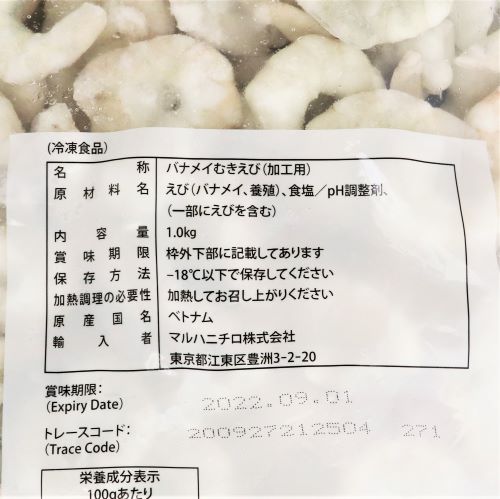 (冷凍食品)
名称 バナメイむきえび(加工用)
原材料名 えび(バナメイ、養殖)、食塩／pH調整剤、
(一部にえびを含む)
内容量 1.0kg
賞味期限 枠外下部に記載してあります
保存方法 −18℃以下で保存してください
加熱調理の必要性 加熱してお召し上がりください
原産国名 ベトナム
輸入者 マルハニチロ株式会社
東京都江東区豊洲3-2-20
賞味期限: 2022.09.01
(Expiry Date)
トレースコード: 200927212504 271
(Trace Code)
栄養成分表示
100gあたり